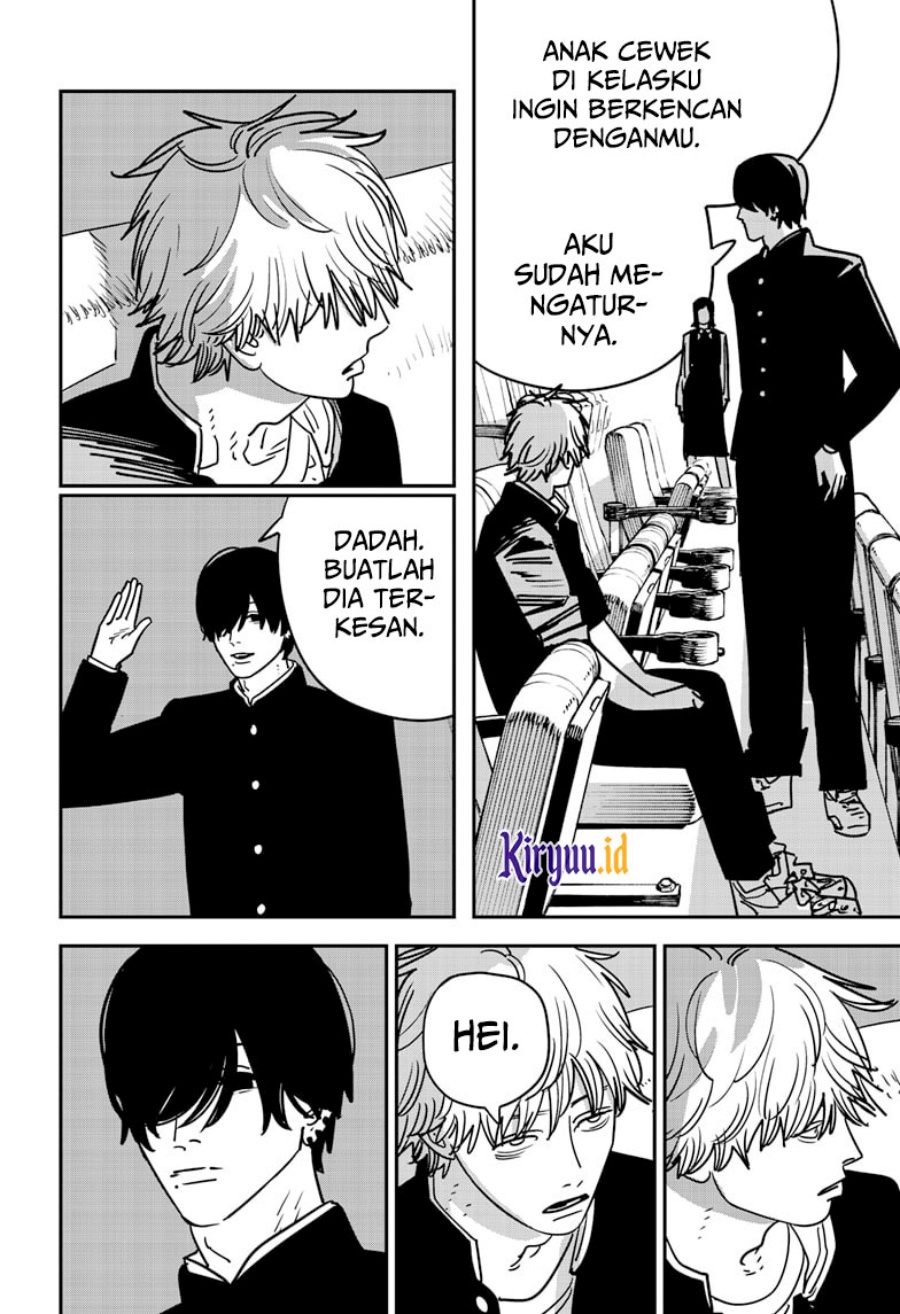 ANAK CEWEK
DI KELASKU
INGIN BERKENCAN
DENGANMU.
AKU
SUDAH ME-
NGATUR-
NYA.
DADAH.
BUATLAH
DIA TER-
KESAN.
Kiryuu.id
HEI.